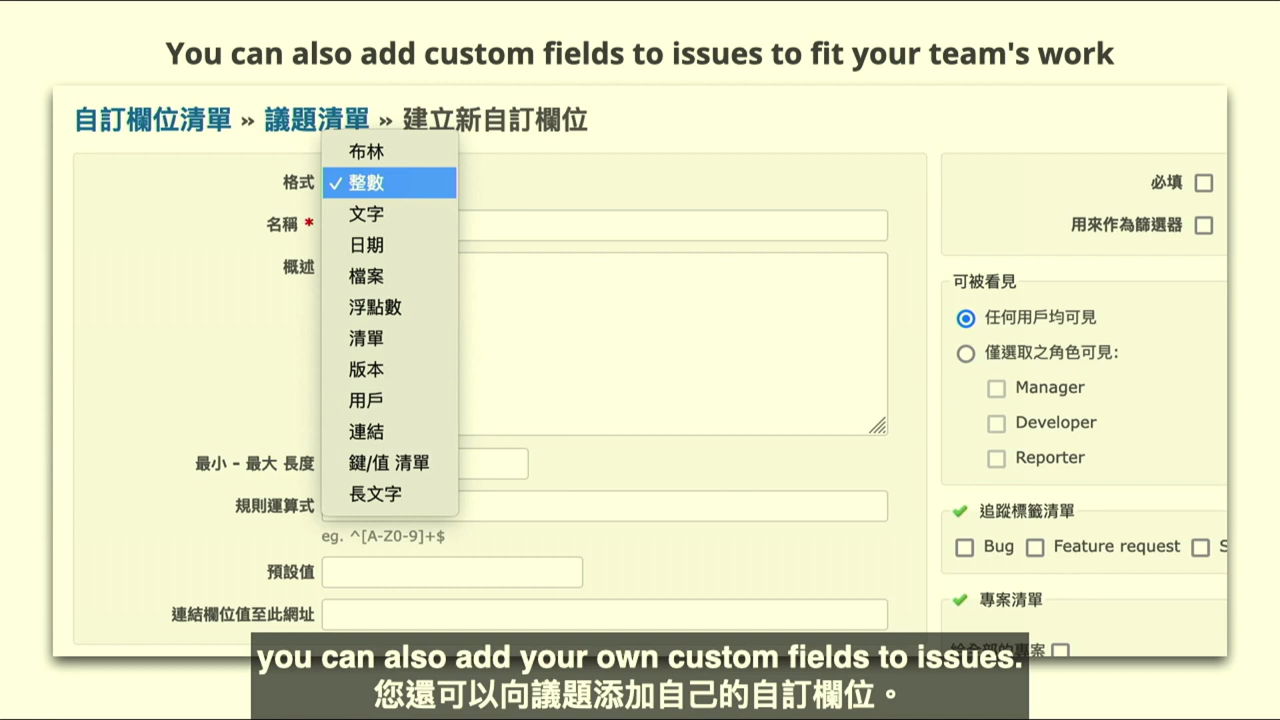 You can also add custom fields to issues to fit your team's work
自訂欄位清單 » 議題清單 » 建立新自訂欄位
布林
格式
整數
文字
名稱 *
日期
概述
檔案
浮點數
清單
版本
用戶
連結
鍵/值 清單
最小 - 最大 長度
長文字
規則運算式
eg. ^[A-Z0-9]+$
預設值
連結欄位值至此網址
必填
用來作為篩選器
可被看見
任何用戶均可見
僅選取之角色可見:
Manager
Developer
Reporter
追蹤標籤清單
Bug Feature request S
專案清單
you can also add your own custom fields to issues.
您還可以向議題添加自己的自訂欄位。